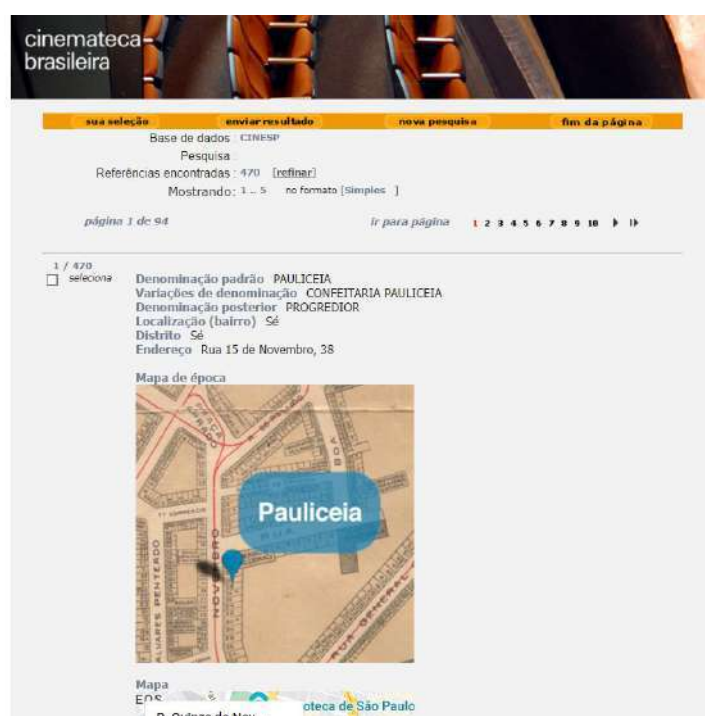 cinemateca
brasileira
sua seleção enviar resultado nova pesquisa fim da página
Base de dados : CINESP
Pesquisa :
Referências encontradas : 470 [refinar]
Mostrando: 1 .. 5 no formato [Simples ]
página 1 de 94 ir para página 1 2 3 4 5 6 7 8 9 10
1 / 470
seleciona
Denominação padrão PAULICEIA
Variações de denominação CONFEITARIA PAULICEIA
Denominação posterior PROGREDIOR
Localização (bairro) Sé
Distrito Sé
Endereço Rua 15 de Novembro, 38
Mapa de época
BOA
Pauliceia
NOVEMBRO
ALVARES PENTEADO
RUA GENERAL
Mapa
oteca de São Paulo